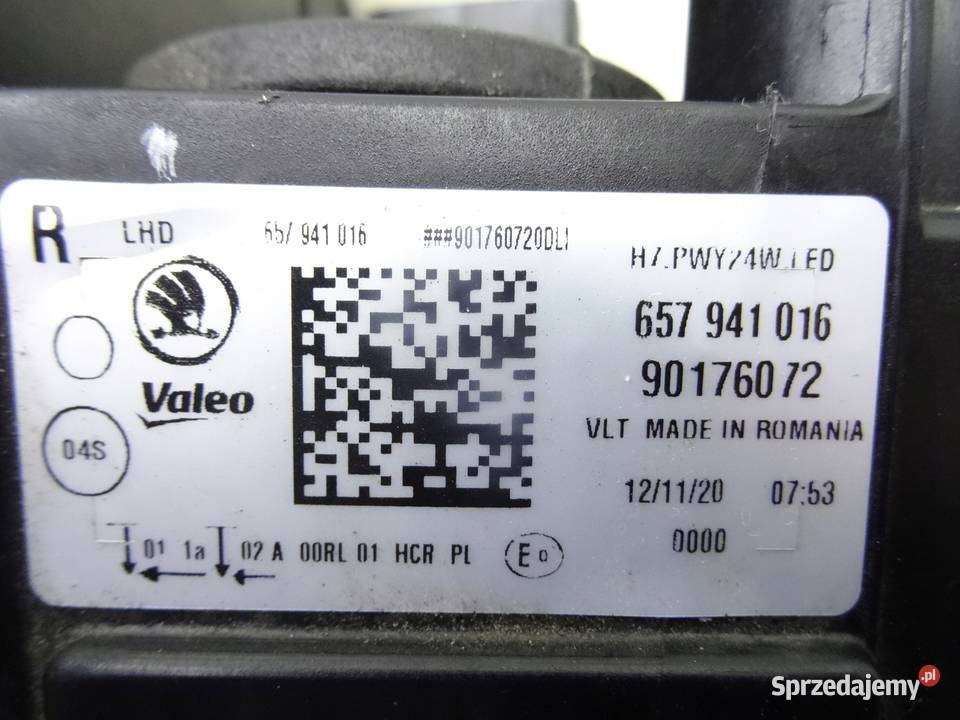 R LHD 657 941 016 ###901760720DLI
H7.PWY24W.LED
657 941 016
90176072
Valeo
VLT MADE IN ROMANIA
04S
12/11/20 07:53
0000
01 1a 02 A 00RL 01 HCR PL E0
Sprzedajemy.pl